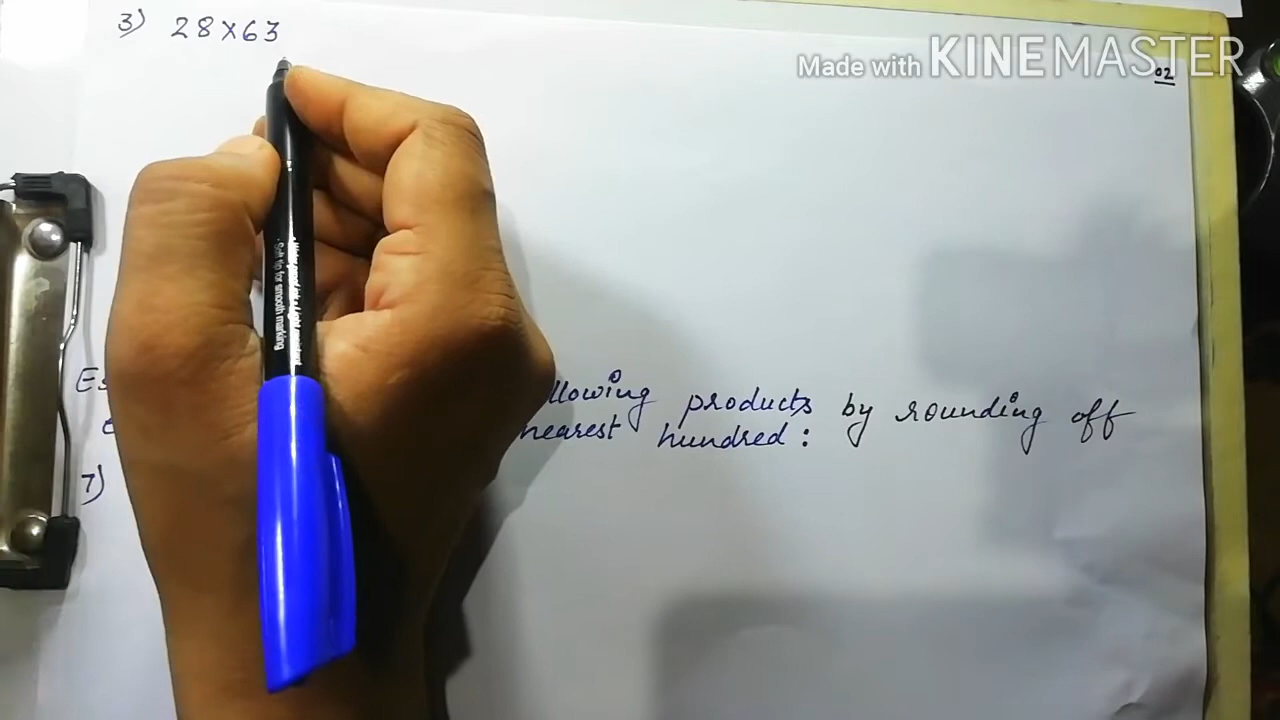 3) 28×63
Made with KINEMASTER
02
llowing products by rounding off
nearest hundred:
7)